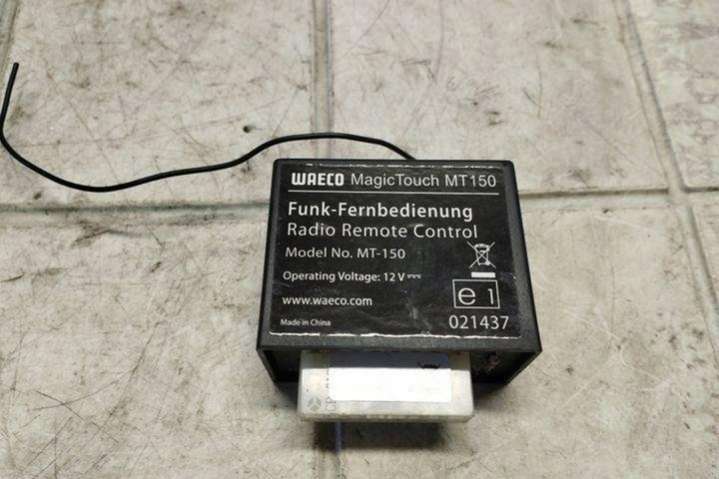 WAECO MagicTouch MT150
Funk-Fernbedienung
Radio Remote Control
Model No. MT-150
Operating Voltage: 12 V
www.waeco.com
e 1
Made in China
021437